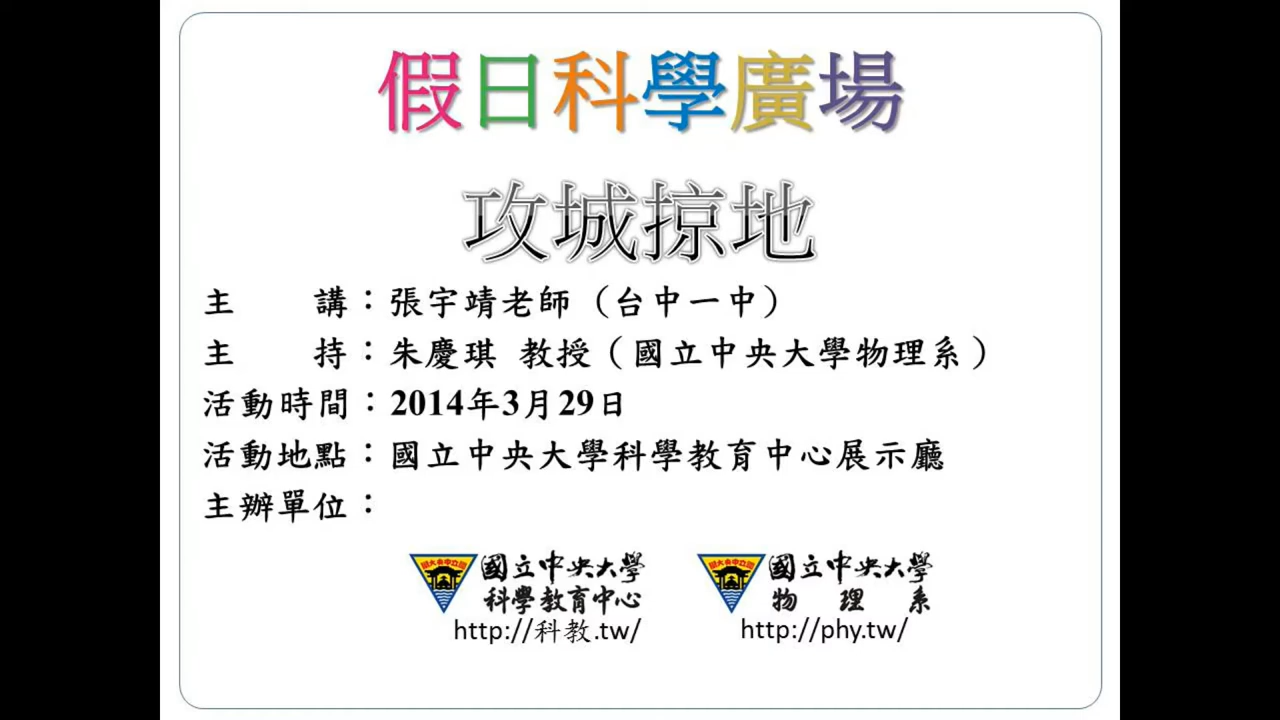 假日科學廣場
攻城掠地
主　　講：張宇靖老師（台中一中）
主　　持：朱慶琪 教授（國立中央大學物理系）
活動時間：2014年3月29日
活動地點：國立中央大學科學教育中心展示廳
主辦單位：
國立中央大學
科學教育中心
http://科教.tw/
國立中央大學
物理系
http://phy.tw/